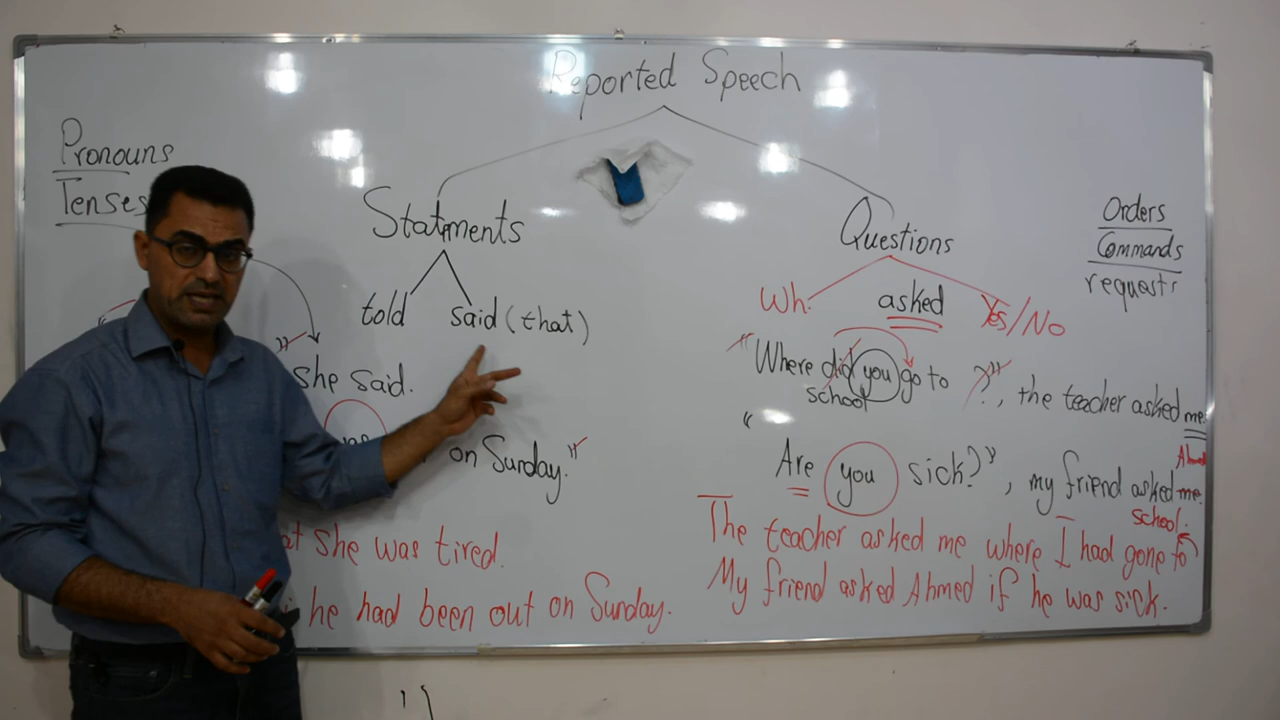 Reported Speech
Pronouns
Tenses
Statments
told said (that)
" she said.
on Sunday."
at she was tired.
he had been out on Sunday.
Questions
Wh. asked Yes/No
"Where did you go to school ?", the teacher asked me
Ahmed
"Are you sick?", my friend asked me.
school.
The teacher asked me where I had gone to
My friend asked Ahmed if he was sick.
Orders
Commands
requests